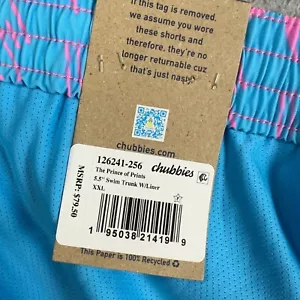 If this tag is removed,
we assume you wore
these shorts and
therefore, they're no
longer returnable cuz
that's just nasty.
chubbies.com
126241-256
chubbies
The Prince of Prints
5.5" Swim Trunk W/Liner
XXL
MSRP: $79.50
1 95038 21419 9
This Paper is 100% Recycled